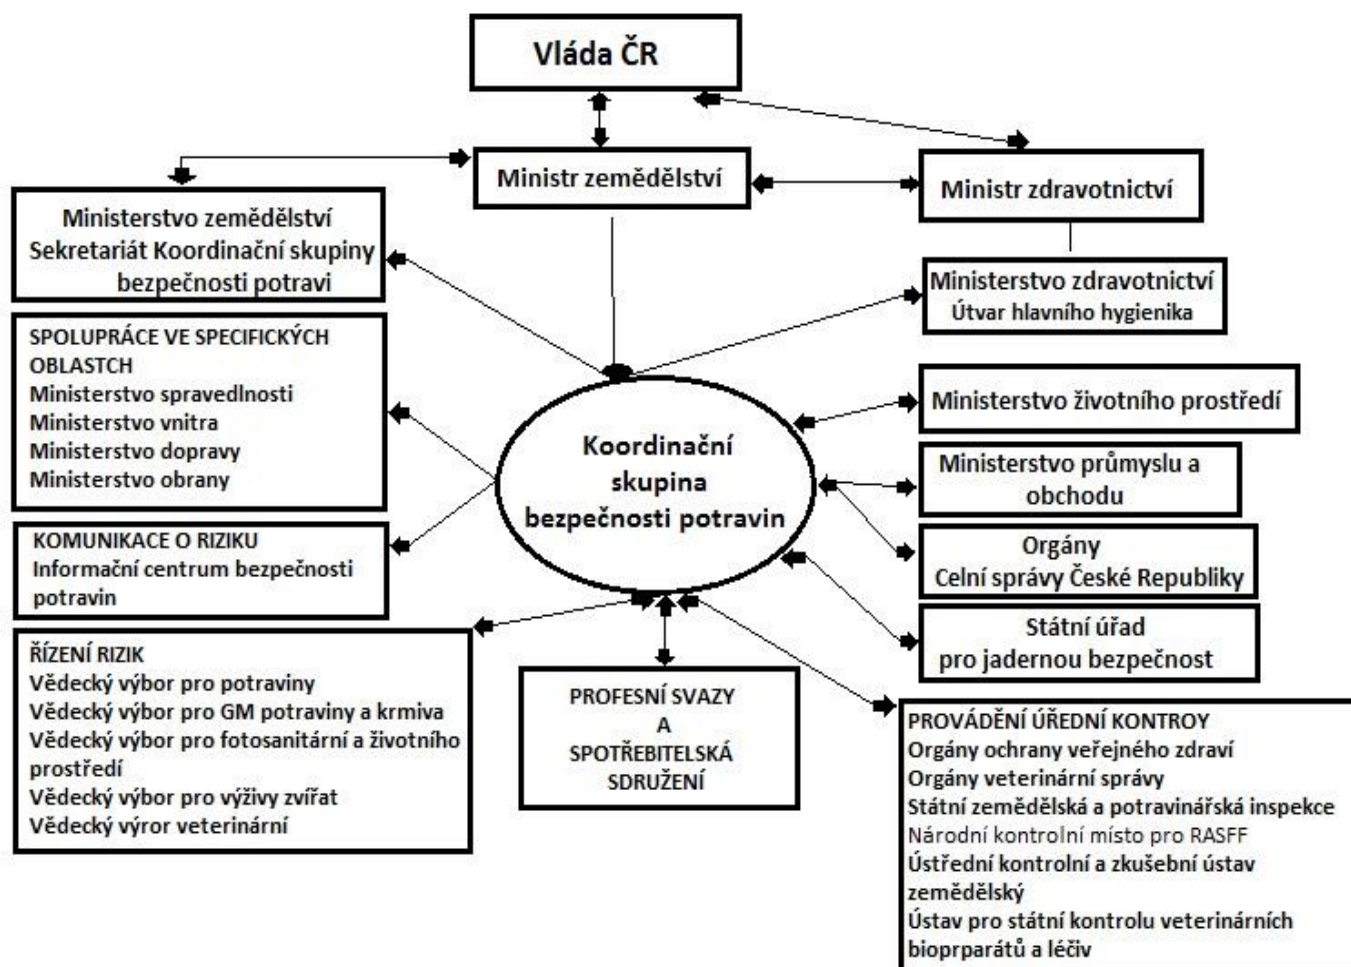 Vláda ČR
Ministr zemědělství
Ministr zdravotnictví
Ministerstvo zemědělství
Sekretariát Koordinační skupiny
bezpečnosti potravi
Ministerstvo zdravotnictví
Útvar hlavního hygienika
SPOLUPRÁCE VE SPECIFICKÝCH
OBLASTCH
Ministerstvo spravedlnosti
Ministerstvo vnitra
Ministerstvo dopravy
Ministerstvo obrany
Koordinační
skupina
bezpečnosti potravin
Ministerstvo životního prostředí
Ministerstvo průmyslu a
obchodu
Orgány
Celní správy České Republiky
Státní úřad
pro jadernou bezpečnost
KOMUNIKACE O RIZIKU
Informační centrum bezpečnosti
potravin
ŘÍZENÍ RIZIK
Vědecký výbor pro potraviny
Vědecký výbor pro GM potraviny a krmiva
Vědecký výbor pro fotosanitární a životního
prostředí
Vědecký výbor pro výživy zvířat
Vědecký výror veterinární
PROFESNÍ SVAZY
A
SPOTŘEBITELSKÁ
SDRUŽENÍ
PROVÁDĚNÍ ÚŘEDNÍ KONTROY
Orgány ochrany veřejného zdraví
Orgány veterinární správy
Státní zemědělská a potravinářská inspekce
Národní kontrolní místo pro RASFF
Ústřední kontrolní a zkušební ústav
zemědělský
Ústav pro státní kontrolu veterinárních
bioprparátů a léčiv